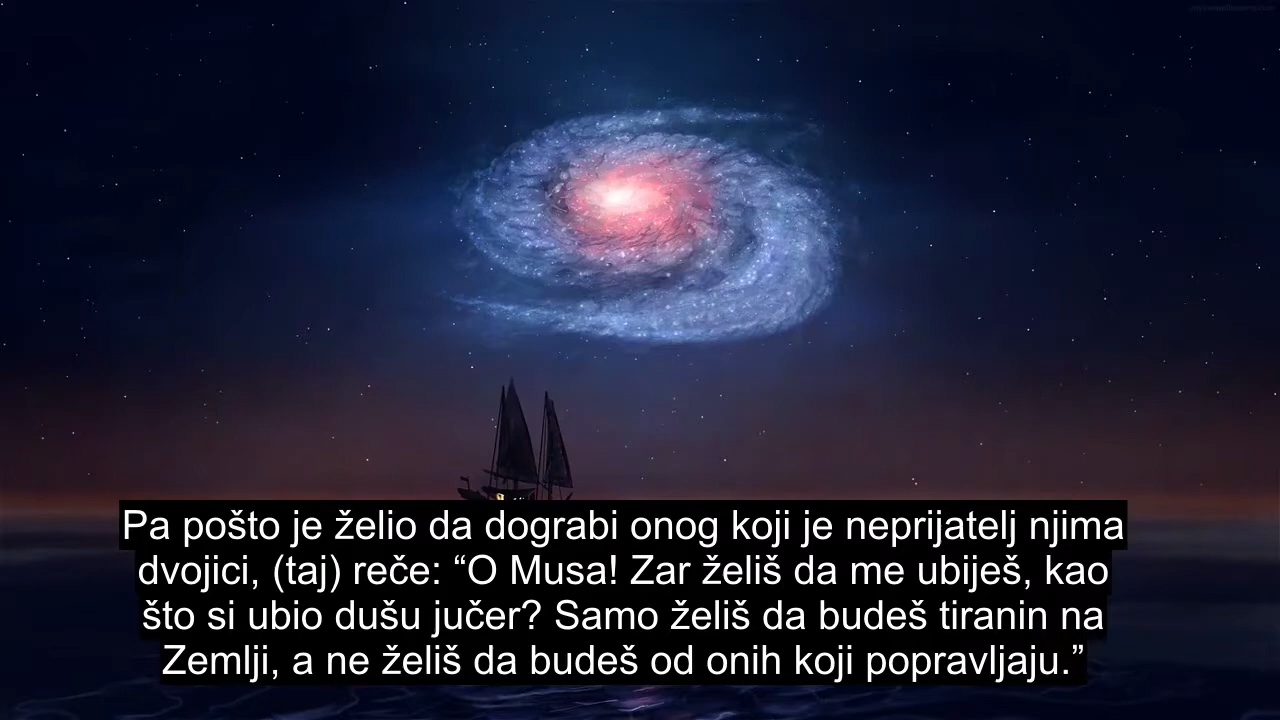 Pa pošto je želio da dograbi onog koji je neprijatelj njima
dvojici, (taj) reče: “O Musa! Zar želiš da me ubiješ, kao
što si ubio dušu jučer? Samo želiš da budeš tiranin na
Zemlji, a ne želiš da budeš od onih koji popravljaju.”